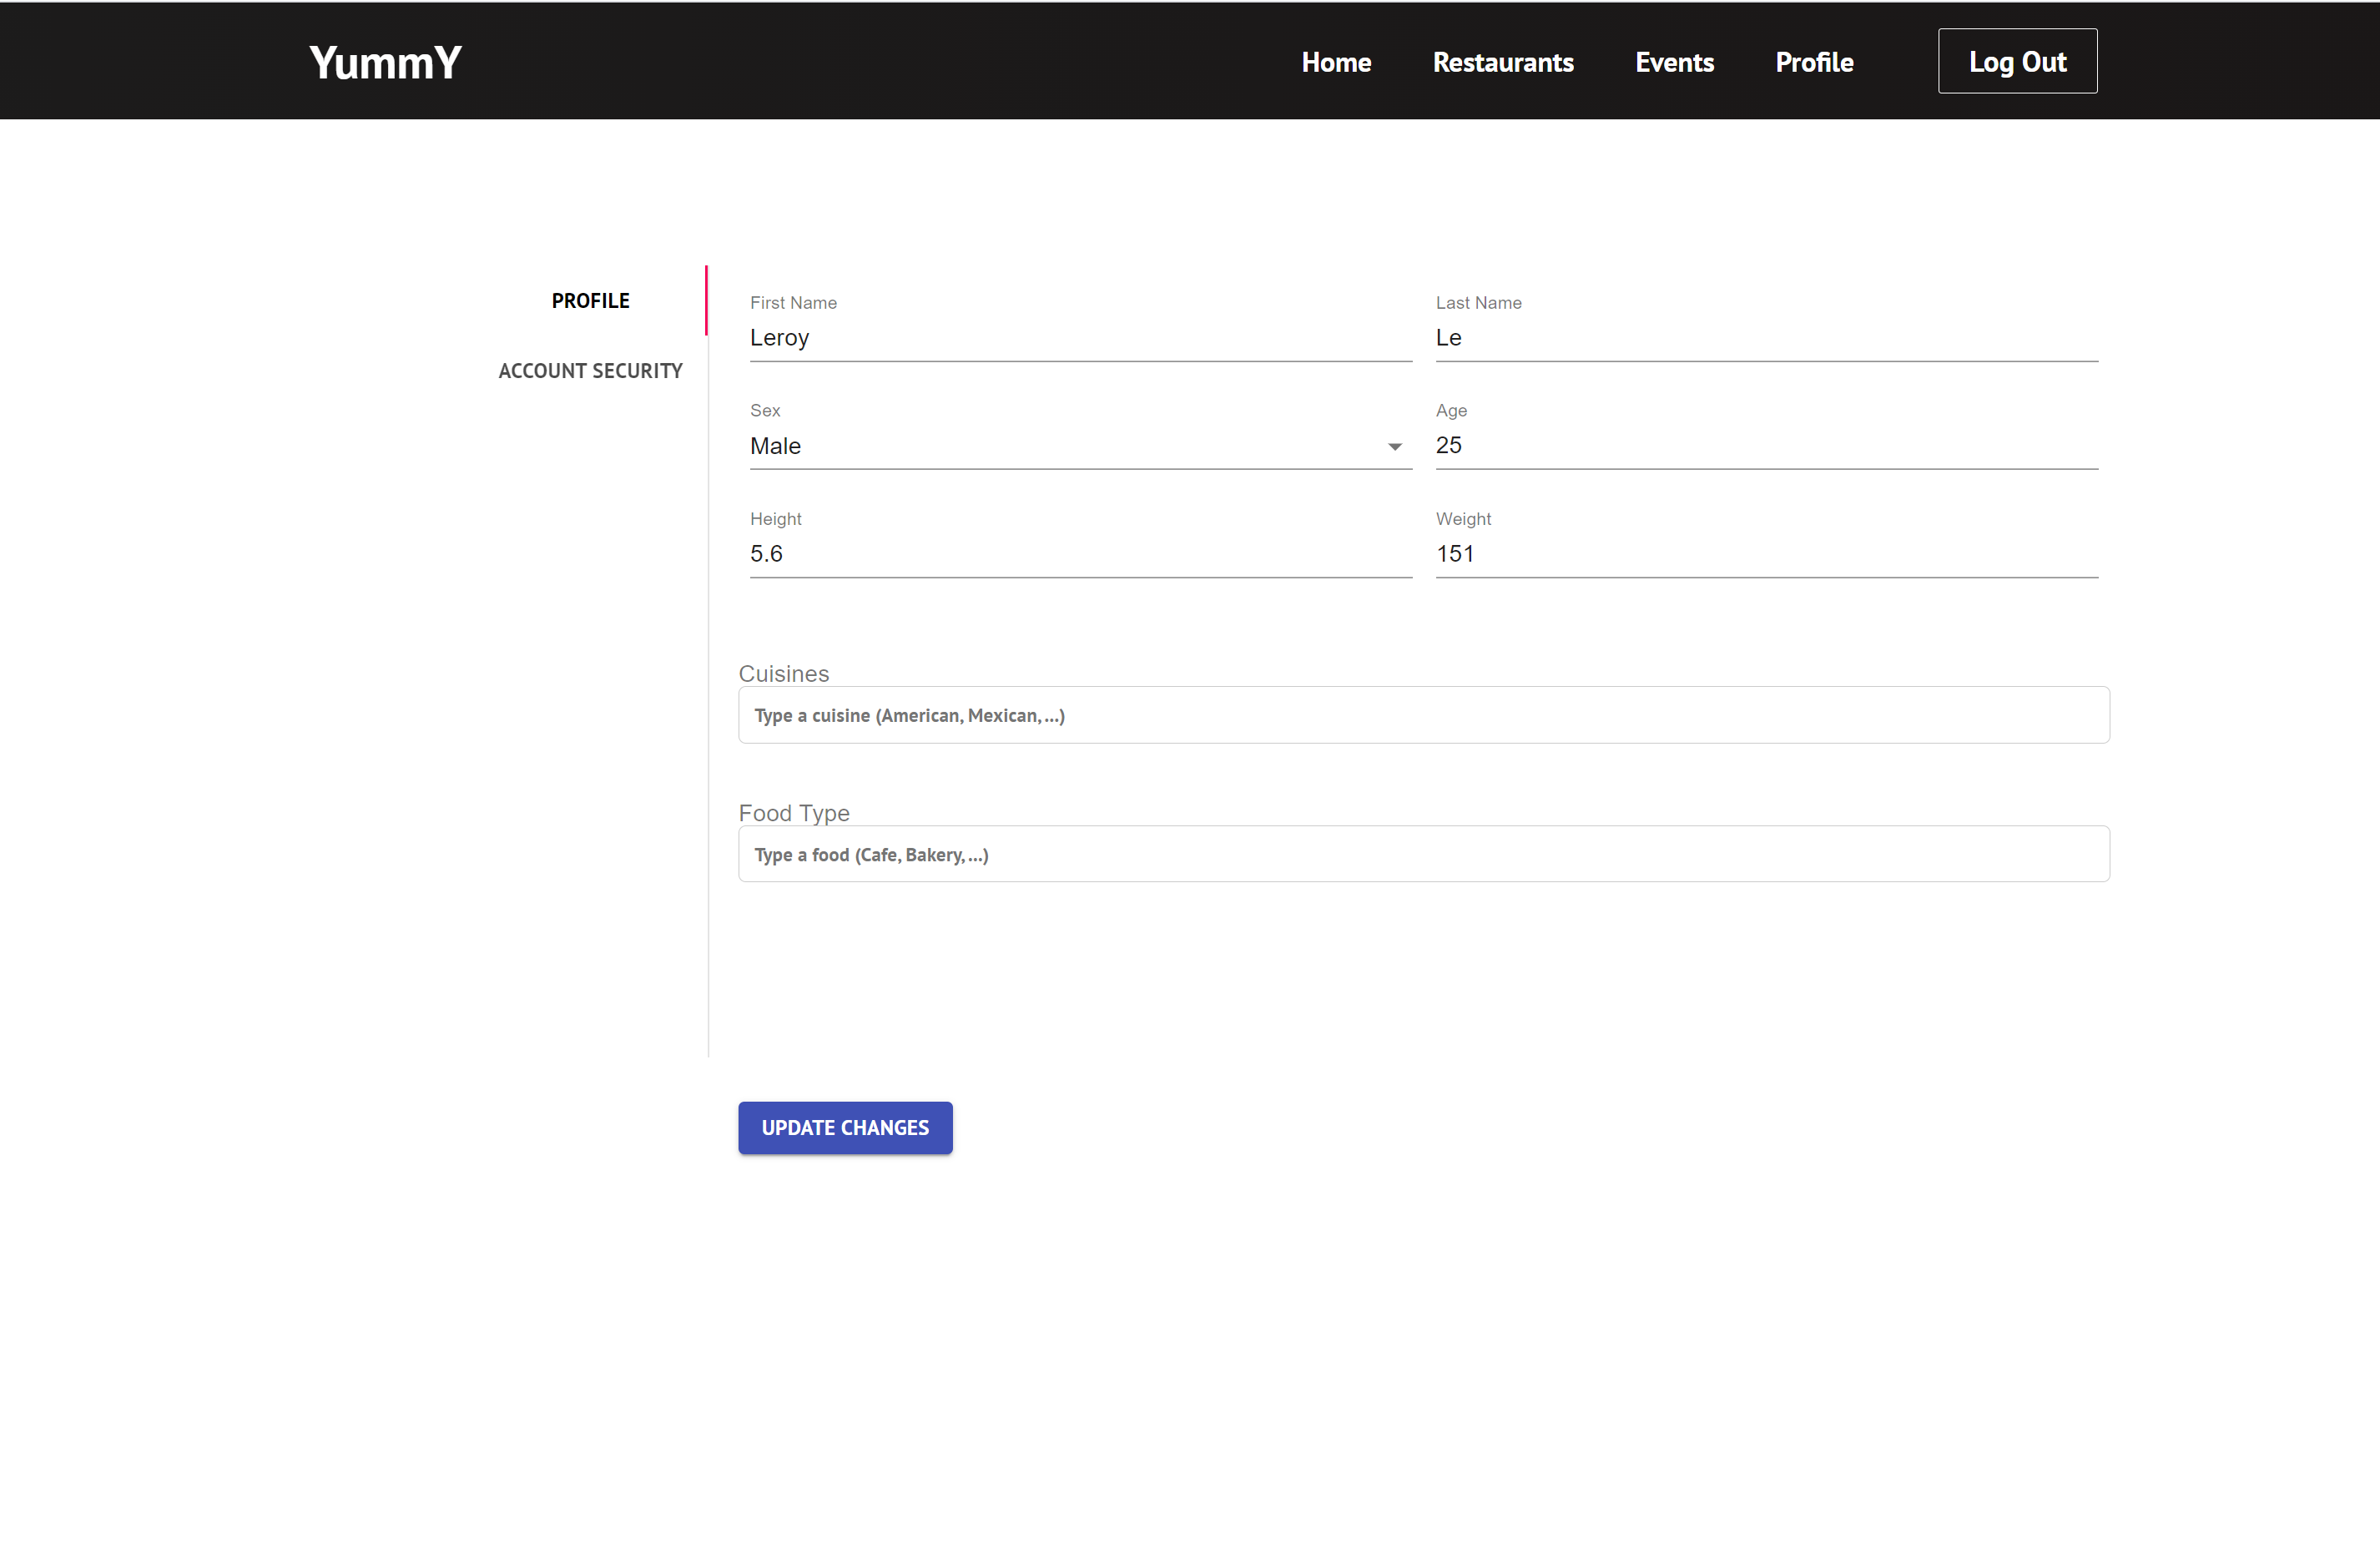 YummY
Home Restaurants Events Profile Log Out
PROFILE
ACCOUNT SECURITY
First Name Last Name
Leroy Le
Sex Age
Male 25
Height Weight
5.6 151
Cuisines
Type a cuisine (American, Mexican, ...)
Food Type
Type a food (Cafe, Bakery, ...)
UPDATE CHANGES